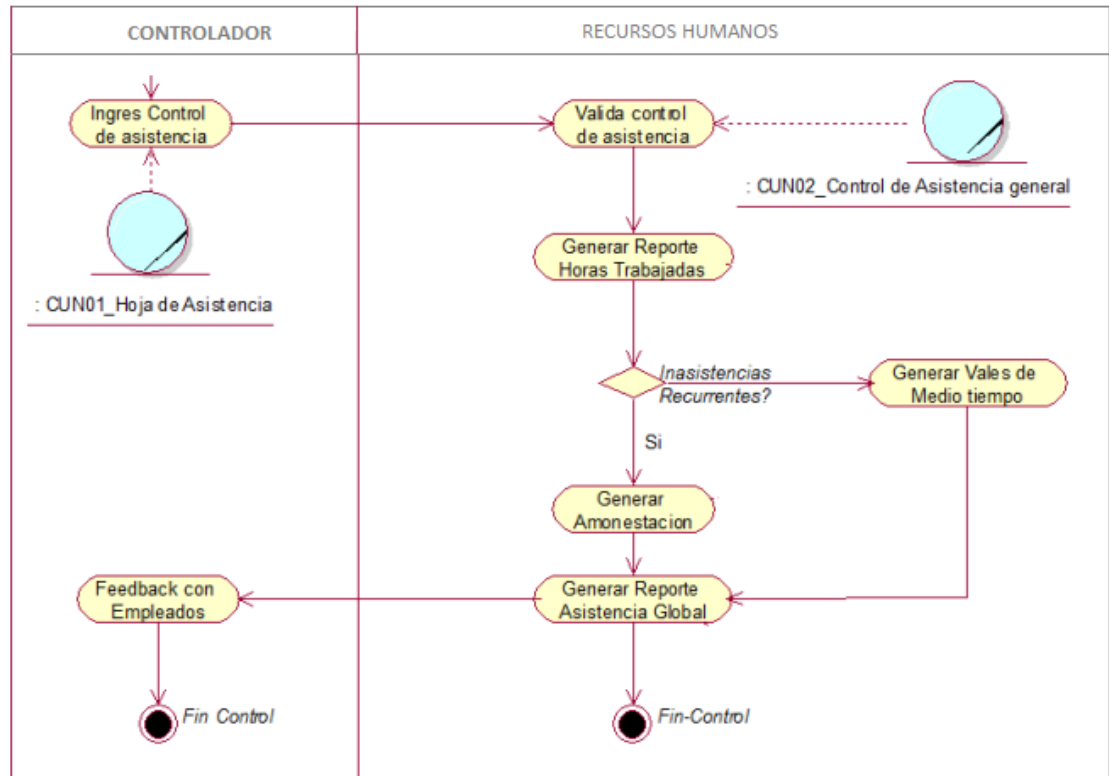 CONTROLADOR
RECURSOS HUMANOS
Ingres Control
de asistencia
Valida control
de asistencia
: CUN02_Control de Asistencia general
: CUN01_Hoja de Asistencia
Generar Reporte
Horas Trabajadas
Inasistencias
Recurrentes?
Generar Vales de
Medio tiempo
Si
Generar
Amonestacion
Feedback con
Empleados
Generar Reporte
Asistencia Global
Fin Control
Fin-Control